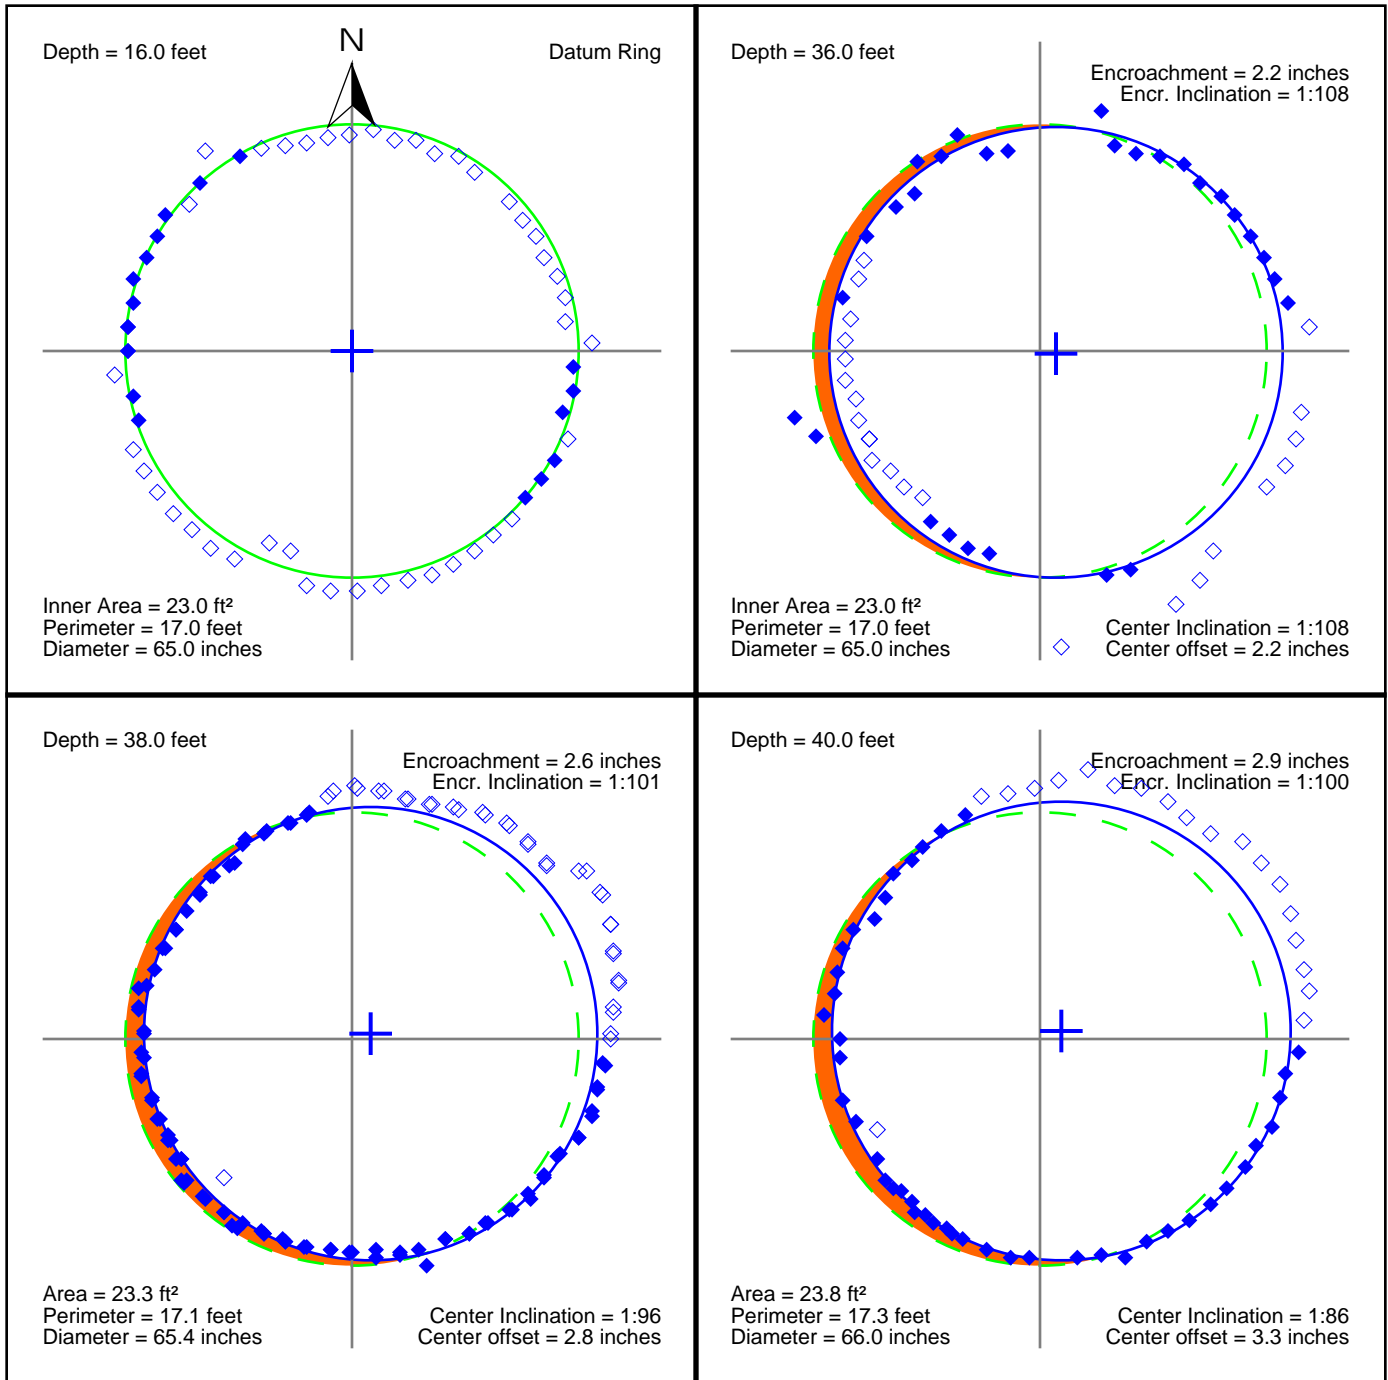 Depth = 16.0 feet
N
Datum Ring
Inner Area = 23.0 ft²
Perimeter = 17.0 feet
Diameter = 65.0 inches
Depth = 36.0 feet
Encroachment = 2.2 inches
Encr. Inclination = 1:108
Inner Area = 23.0 ft²
Perimeter = 17.0 feet
Diameter = 65.0 inches
Center Inclination = 1:108
Center offset = 2.2 inches
Depth = 38.0 feet
Encroachment = 2.6 inches
Encr. Inclination = 1:101
Area = 23.3 ft²
Perimeter = 17.1 feet
Diameter = 65.4 inches
Center Inclination = 1:96
Center offset = 2.8 inches
Depth = 40.0 feet
Encroachment = 2.9 inches
Encr. Inclination = 1:100
Area = 23.8 ft²
Perimeter = 17.3 feet
Diameter = 66.0 inches
Center Inclination = 1:86
Center offset = 3.3 inches